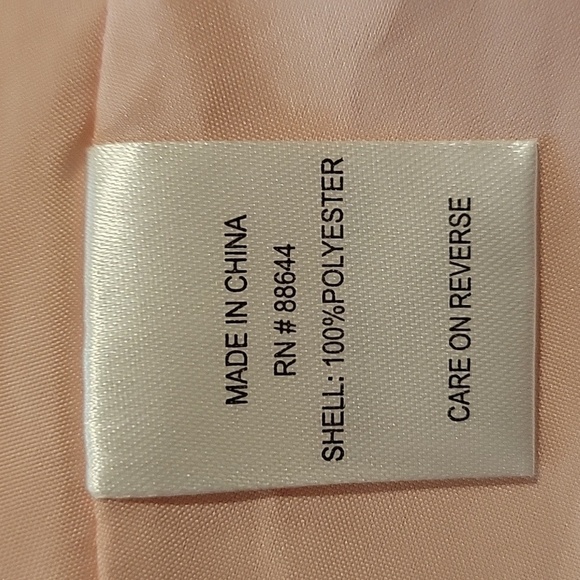 MADE IN CHINA
RN # 88644
SHELL: 100%POLYESTER
CARE ON REVERSE